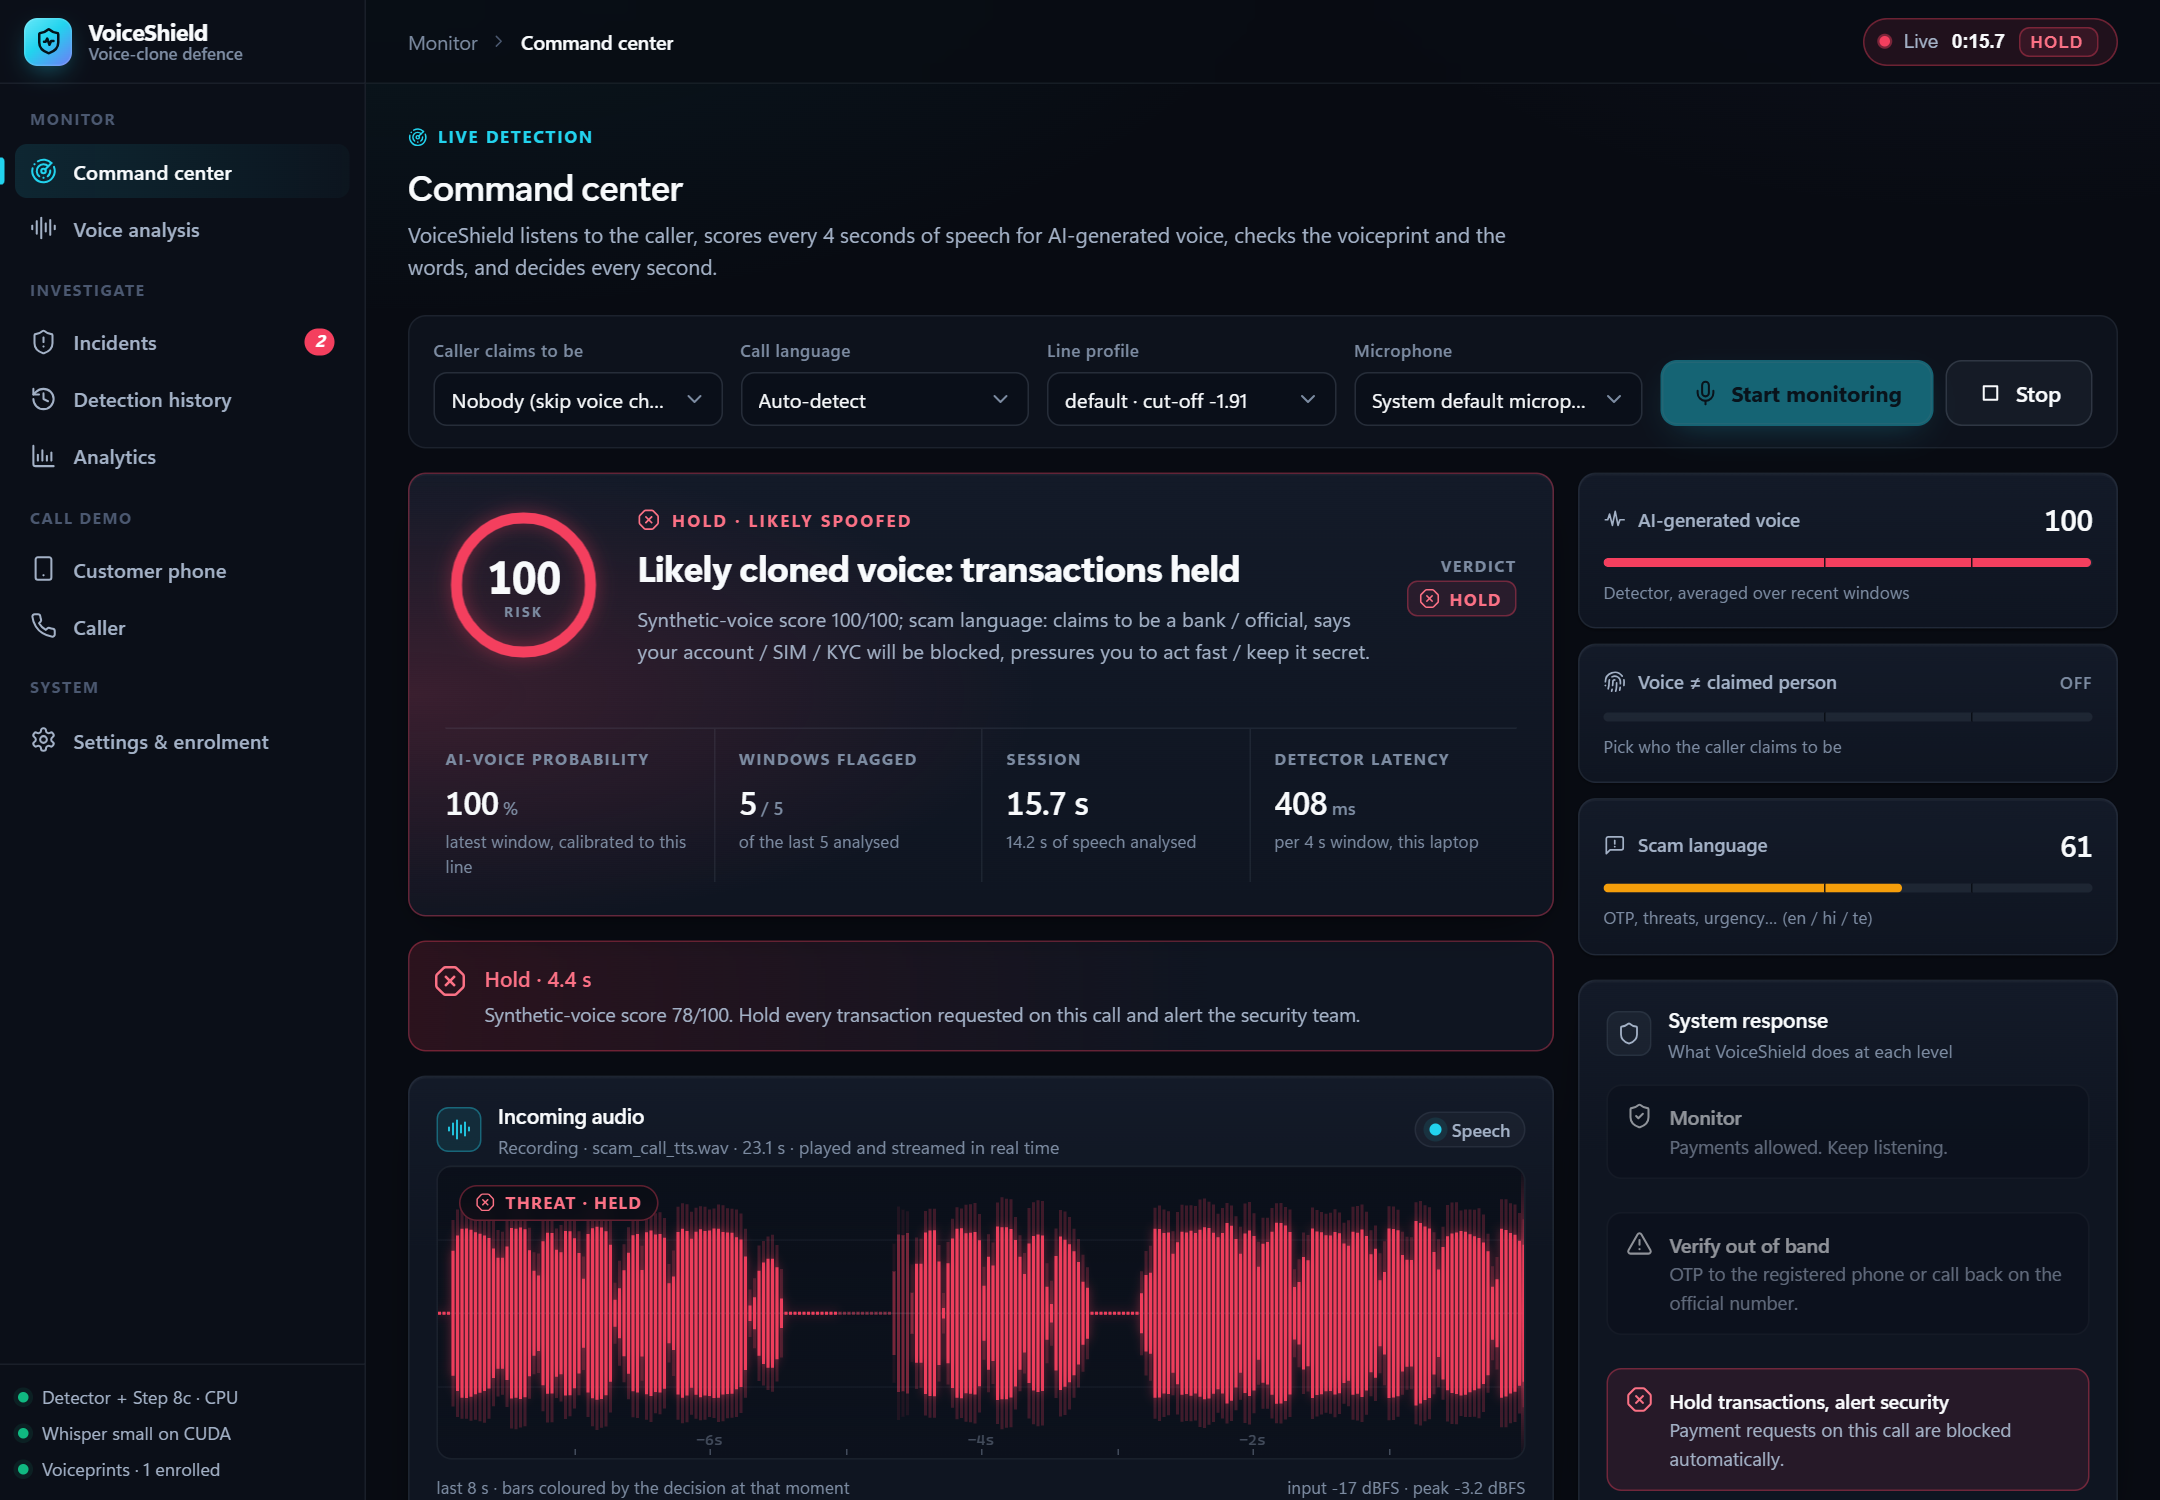 VoiceShield
Voice-clone defence
MONITOR
Command center
Voice analysis
INVESTIGATE
Incidents
2
Detection history
Analytics
CALL DEMO
Customer phone
Caller
SYSTEM
Settings & enrolment
Detector + Step 8c · CPU
Whisper small on CUDA
Voiceprints · 1 enrolled
Monitor > Command center
Live 0:15.7 HOLD
LIVE DETECTION
Command center
VoiceShield listens to the caller, scores every 4 seconds of speech for AI-generated voice, checks the voiceprint and the
words, and decides every second.
Caller claims to be
Nobody (skip voice ch...
Call language
Auto-detect
Line profile
default · cut-off -1.91
Microphone
System default microp...
Start monitoring
Stop
100
RISK
HOLD · LIKELY SPOOFED
Likely cloned voice: transactions held
Synthetic-voice score 100/100; scam language: claims to be a bank / official, says
your account / SIM / KYC will be blocked, pressures you to act fast / keep it secret.
VERDICT
HOLD
AI-VOICE PROBABILITY
100 %
latest window, calibrated to this
line
WINDOWS FLAGGED
5 / 5
of the last 5 analysed
SESSION
15.7 s
14.2 s of speech analysed
DETECTOR LATENCY
408 ms
per 4 s window, this laptop
Hold · 4.4 s
Synthetic-voice score 78/100. Hold every transaction requested on this call and alert the security team.
Incoming audio
Recording · scam_call_tts.wav · 23.1 s · played and streamed in real time
Speech
THREAT · HELD
−6s
−4s
−2s
last 8 s · bars coloured by the decision at that moment
input -17 dBFS · peak -3.2 dBFS
AI-generated voice
100
Detector, averaged over recent windows
Voice ≠ claimed person
OFF
Pick who the caller claims to be
Scam language
61
OTP, threats, urgency... (en / hi / te)
System response
What VoiceShield does at each level
Monitor
Payments allowed. Keep listening.
Verify out of band
OTP to the registered phone or call back on the
official number.
Hold transactions, alert security
Payment requests on this call are blocked
automatically.